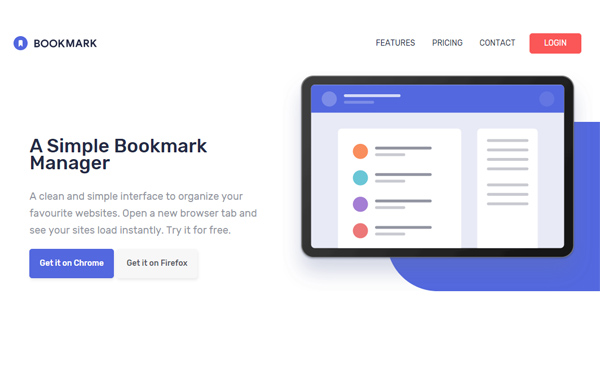 BOOKMARK
FEATURES
PRICING
CONTACT
LOGIN
A Simple Bookmark
Manager
A clean and simple interface to organize your
favourite websites. Open a new browser tab and
see your sites load instantly. Try it for free.
Get it on Chrome
Get it on Firefox